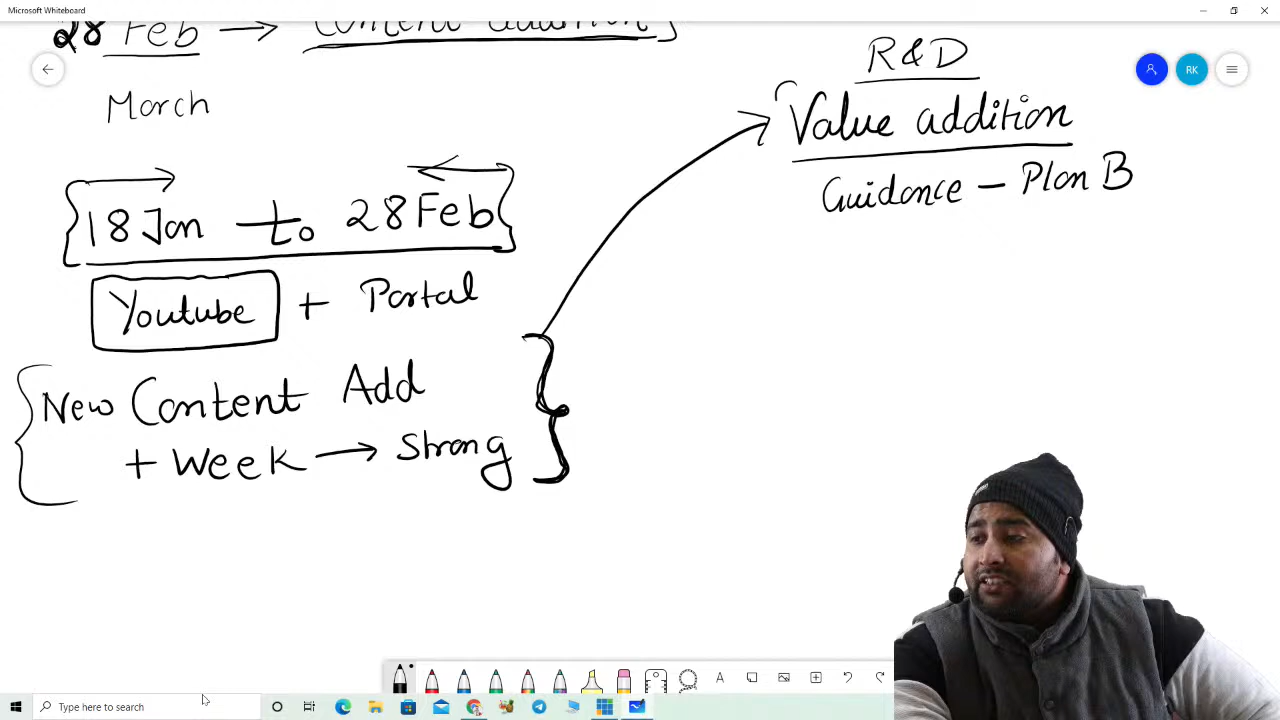 Microsoft Whiteboard
28 Feb → Content addition
March
18 Jan to 28 Feb
Youtube + Portal
New Content Add
+ Week → Strong
R&D
Value addition
Guidance – Plan B
RK
A
Type here to search